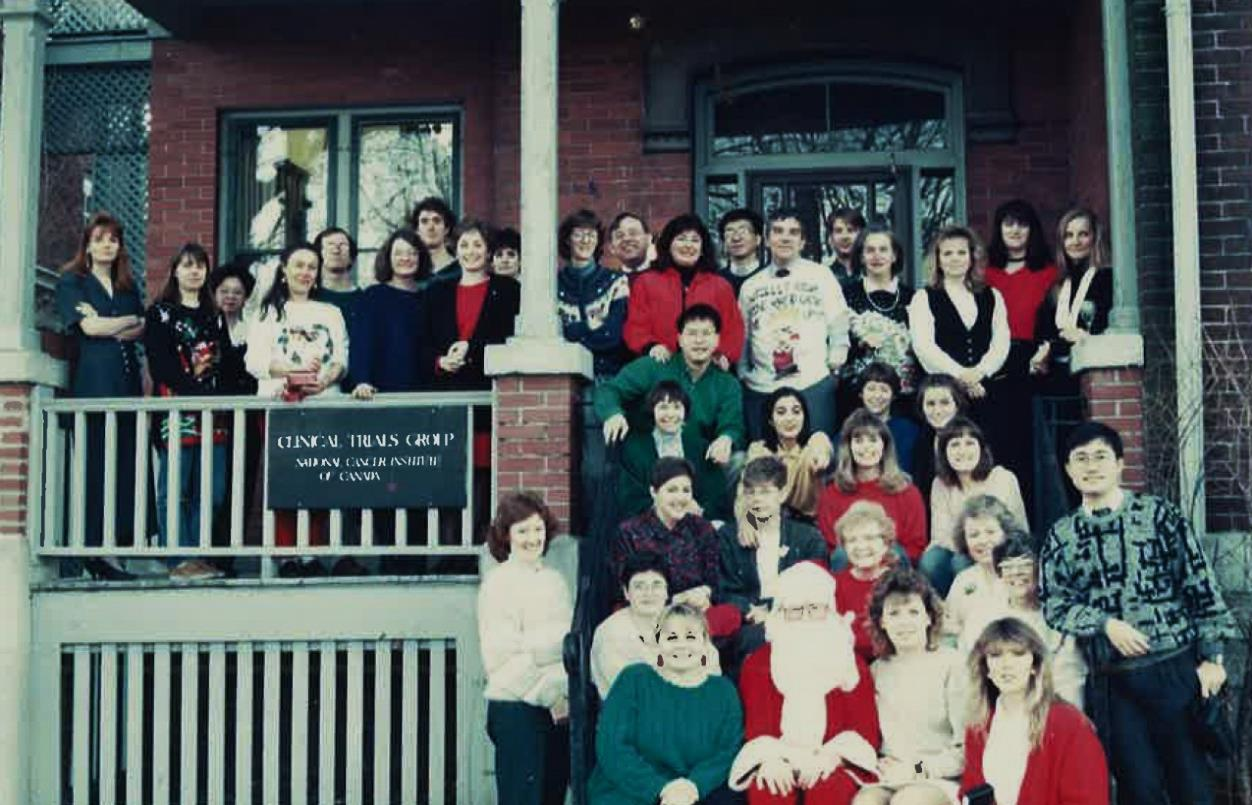 CLINICAL TRIALS GROUP
NATIONAL CANCER INSTITUTE
OF CANADA